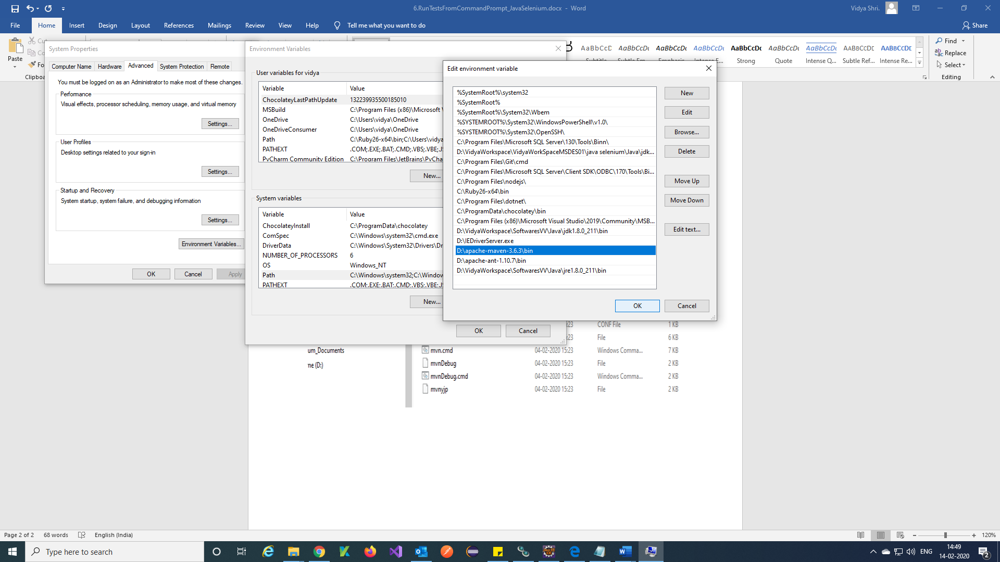 6.RunTestsFromCommandPrompt_JavaSelenium.docx - Word
Vidya Shri.
File Home Insert Design Layout References Mailings Review View Help Tell me what you want to do Share
Paste
Clipboa
AaBbCcD AaBbCcDc AaBbCcDc AaBbCcDc AaBbCcDc AaBbCcDc AaBbCcDc AABBCCDE AABBCCDE
Strong Quote Intense Q... Subtle Ref... Intense Re...
Find
Replace
Select
Editing
System Properties
Computer Name Hardware Advanced System Protection Remote
You must be logged on as an Administrator to make most of these changes.
Performance
Visual effects, processor scheduling, memory usage, and virtual memory
Settings...
User Profiles
Desktop settings related to your sign-in
Settings...
Startup and Recovery
System startup, system failure, and debugging information
Settings...
Environment Variables...
OK Cancel Apply
Environment Variables
User variables for vidya
Variable Value
ChocolateyLastPathUpdate 132239935500185010
MSBuild C:\Program Files (x86)\Microsoft V
OneDrive C:\Users\vidya\OneDrive
OneDriveConsumer C:\Users\vidya\OneDrive
Path C:\Ruby26-x64\bin;C:\Users\vidya
PATHEXT .COM;.EXE;.BAT;.CMD;.VBS;.VBE;
PyCharm Community Edition C:\Program Files\JetBrains\PyCha
New...
System variables
Variable Value
ChocolateyInstall C:\ProgramData\chocolatey
ComSpec C:\Windows\system32\cmd.exe
DriverData C:\Windows\System32\Drivers\Dr
NUMBER_OF_PROCESSORS 6
OS Windows_NT
Path C:\Windows\system32;C:\Window
PATHEXT .COM;.EXE;.BAT;.CMD;.VBS;.VBE;.JS
New...
OK Cancel
Edit environment variable
%SystemRoot%\system32
%SystemRoot%
%SystemRoot%\System32\Wbem
%SYSTEMROOT%\System32\WindowsPowerShell\v1.0\
%SYSTEMROOT%\System32\OpenSSH\
C:\Program Files\Microsoft SQL Server\130\Tools\Binn\
D:\VidyaWorkspace\VidyaWorkSpaceMSDES01\java selenium\Java\jdk...
C:\Program Files\Git\cmd
C:\Program Files\Microsoft SQL Server\Client SDK\ODBC\170\Tools\Bi...
C:\Program Files\nodejs\
C:\Ruby26-x64\bin
C:\Program Files\dotnet\
C:\ProgramData\chocolatey\bin
C:\Program Files (x86)\Microsoft Visual Studio\2019\Community\MSB...
D:\VidyaWorkspace\SoftwaresVV\Java\jdk1.8.0_211\bin
D:\IEDriverServer.exe
D:\apache-maven-3.6.3\bin
D:\apache-ant-1.10.7\bin
D:\VidyaWorkspace\SoftwaresVV\Java\jre1.8.0_211\bin
New
Edit
Browse...
Delete
Move Up
Move Down
Edit text...
OK Cancel
:23 CONF File 1 KB
:23 File 6 KB
um_Documents mvn.cmd 04-02-2020 15:23 Windows Comma... 7 KB
me (D:) mvnDebug 04-02-2020 15:23 File 2 KB
mvnDebug.cmd 04-02-2020 15:23 Windows Comma... 2 KB
mvnyjp 04-02-2020 15:23 File 2 KB
Page 2 of 2 68 words English (India) 120%
Type here to search
ENG
14:49
14-02-2020
2